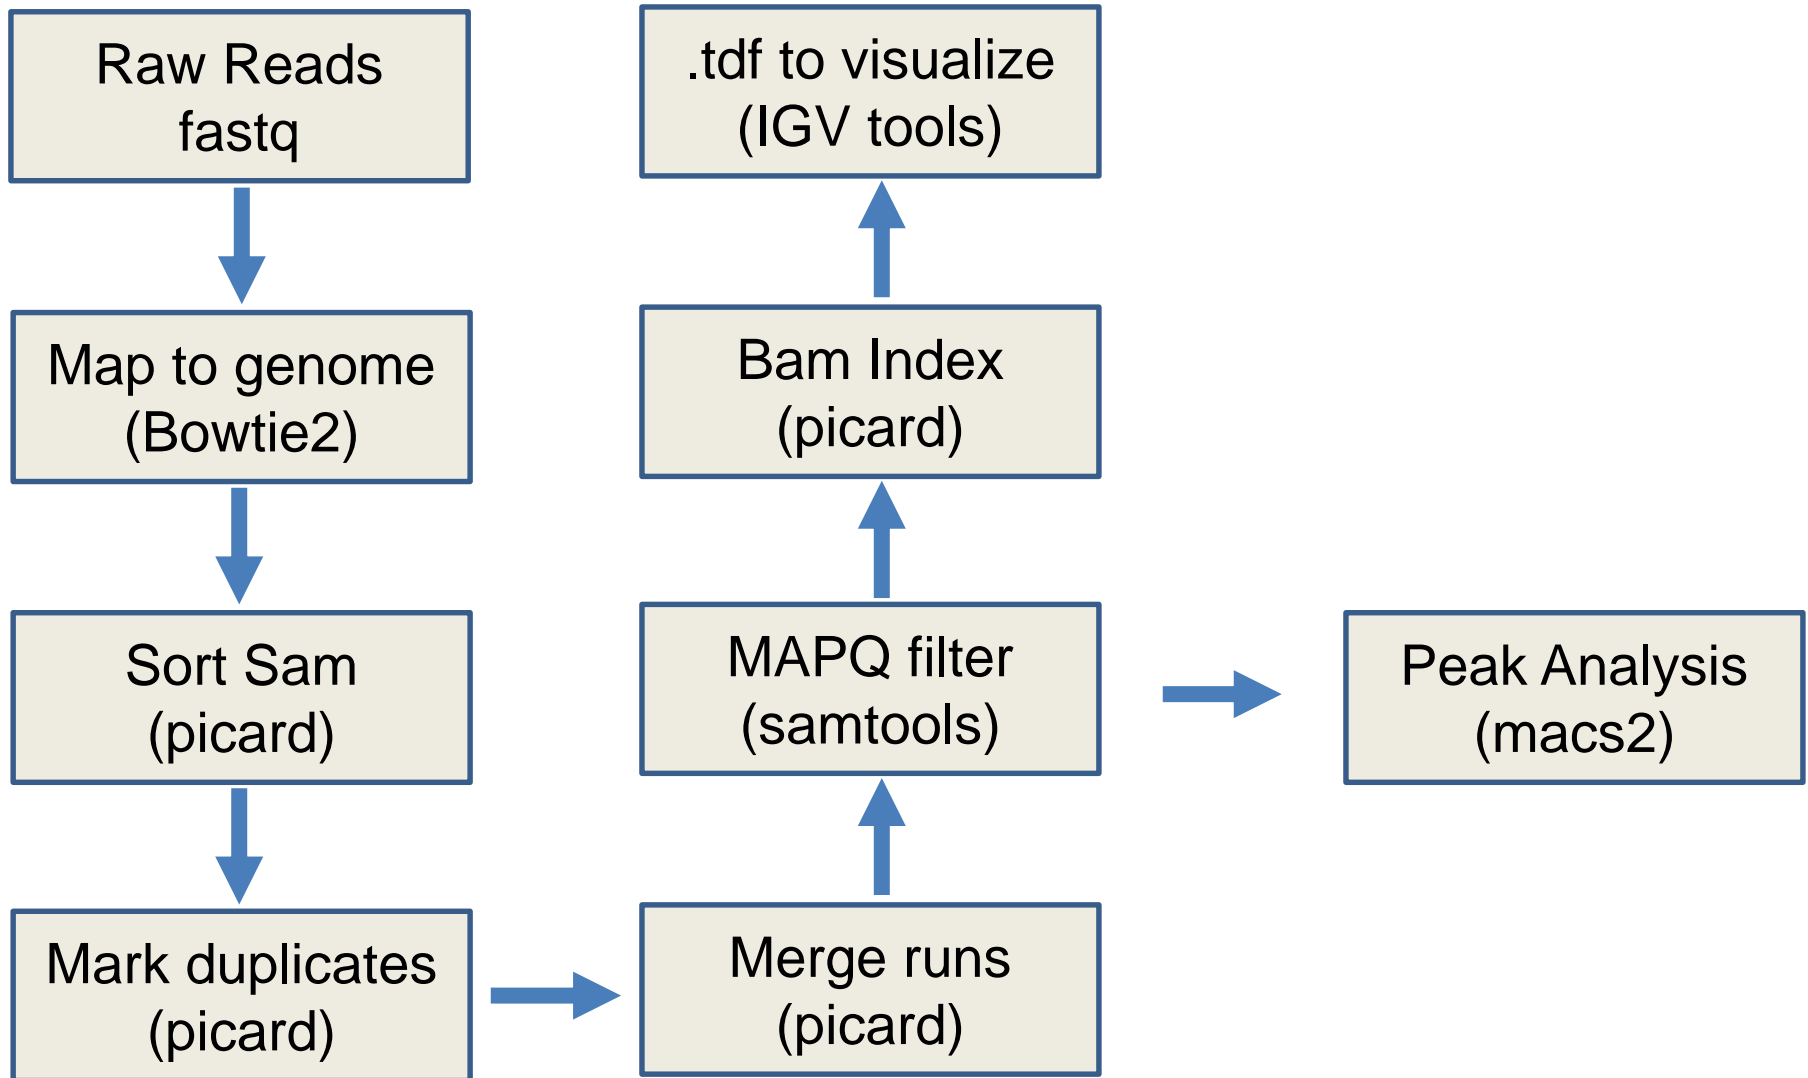 Raw Reads
fastq
Map to genome
(Bowtie2)
Sort Sam
(picard)
Mark duplicates
(picard)
Merge runs
(picard)
MAPQ filter
(samtools)
Bam Index
(picard)
.tdf to visualize
(IGV tools)
Peak Analysis
(macs2)